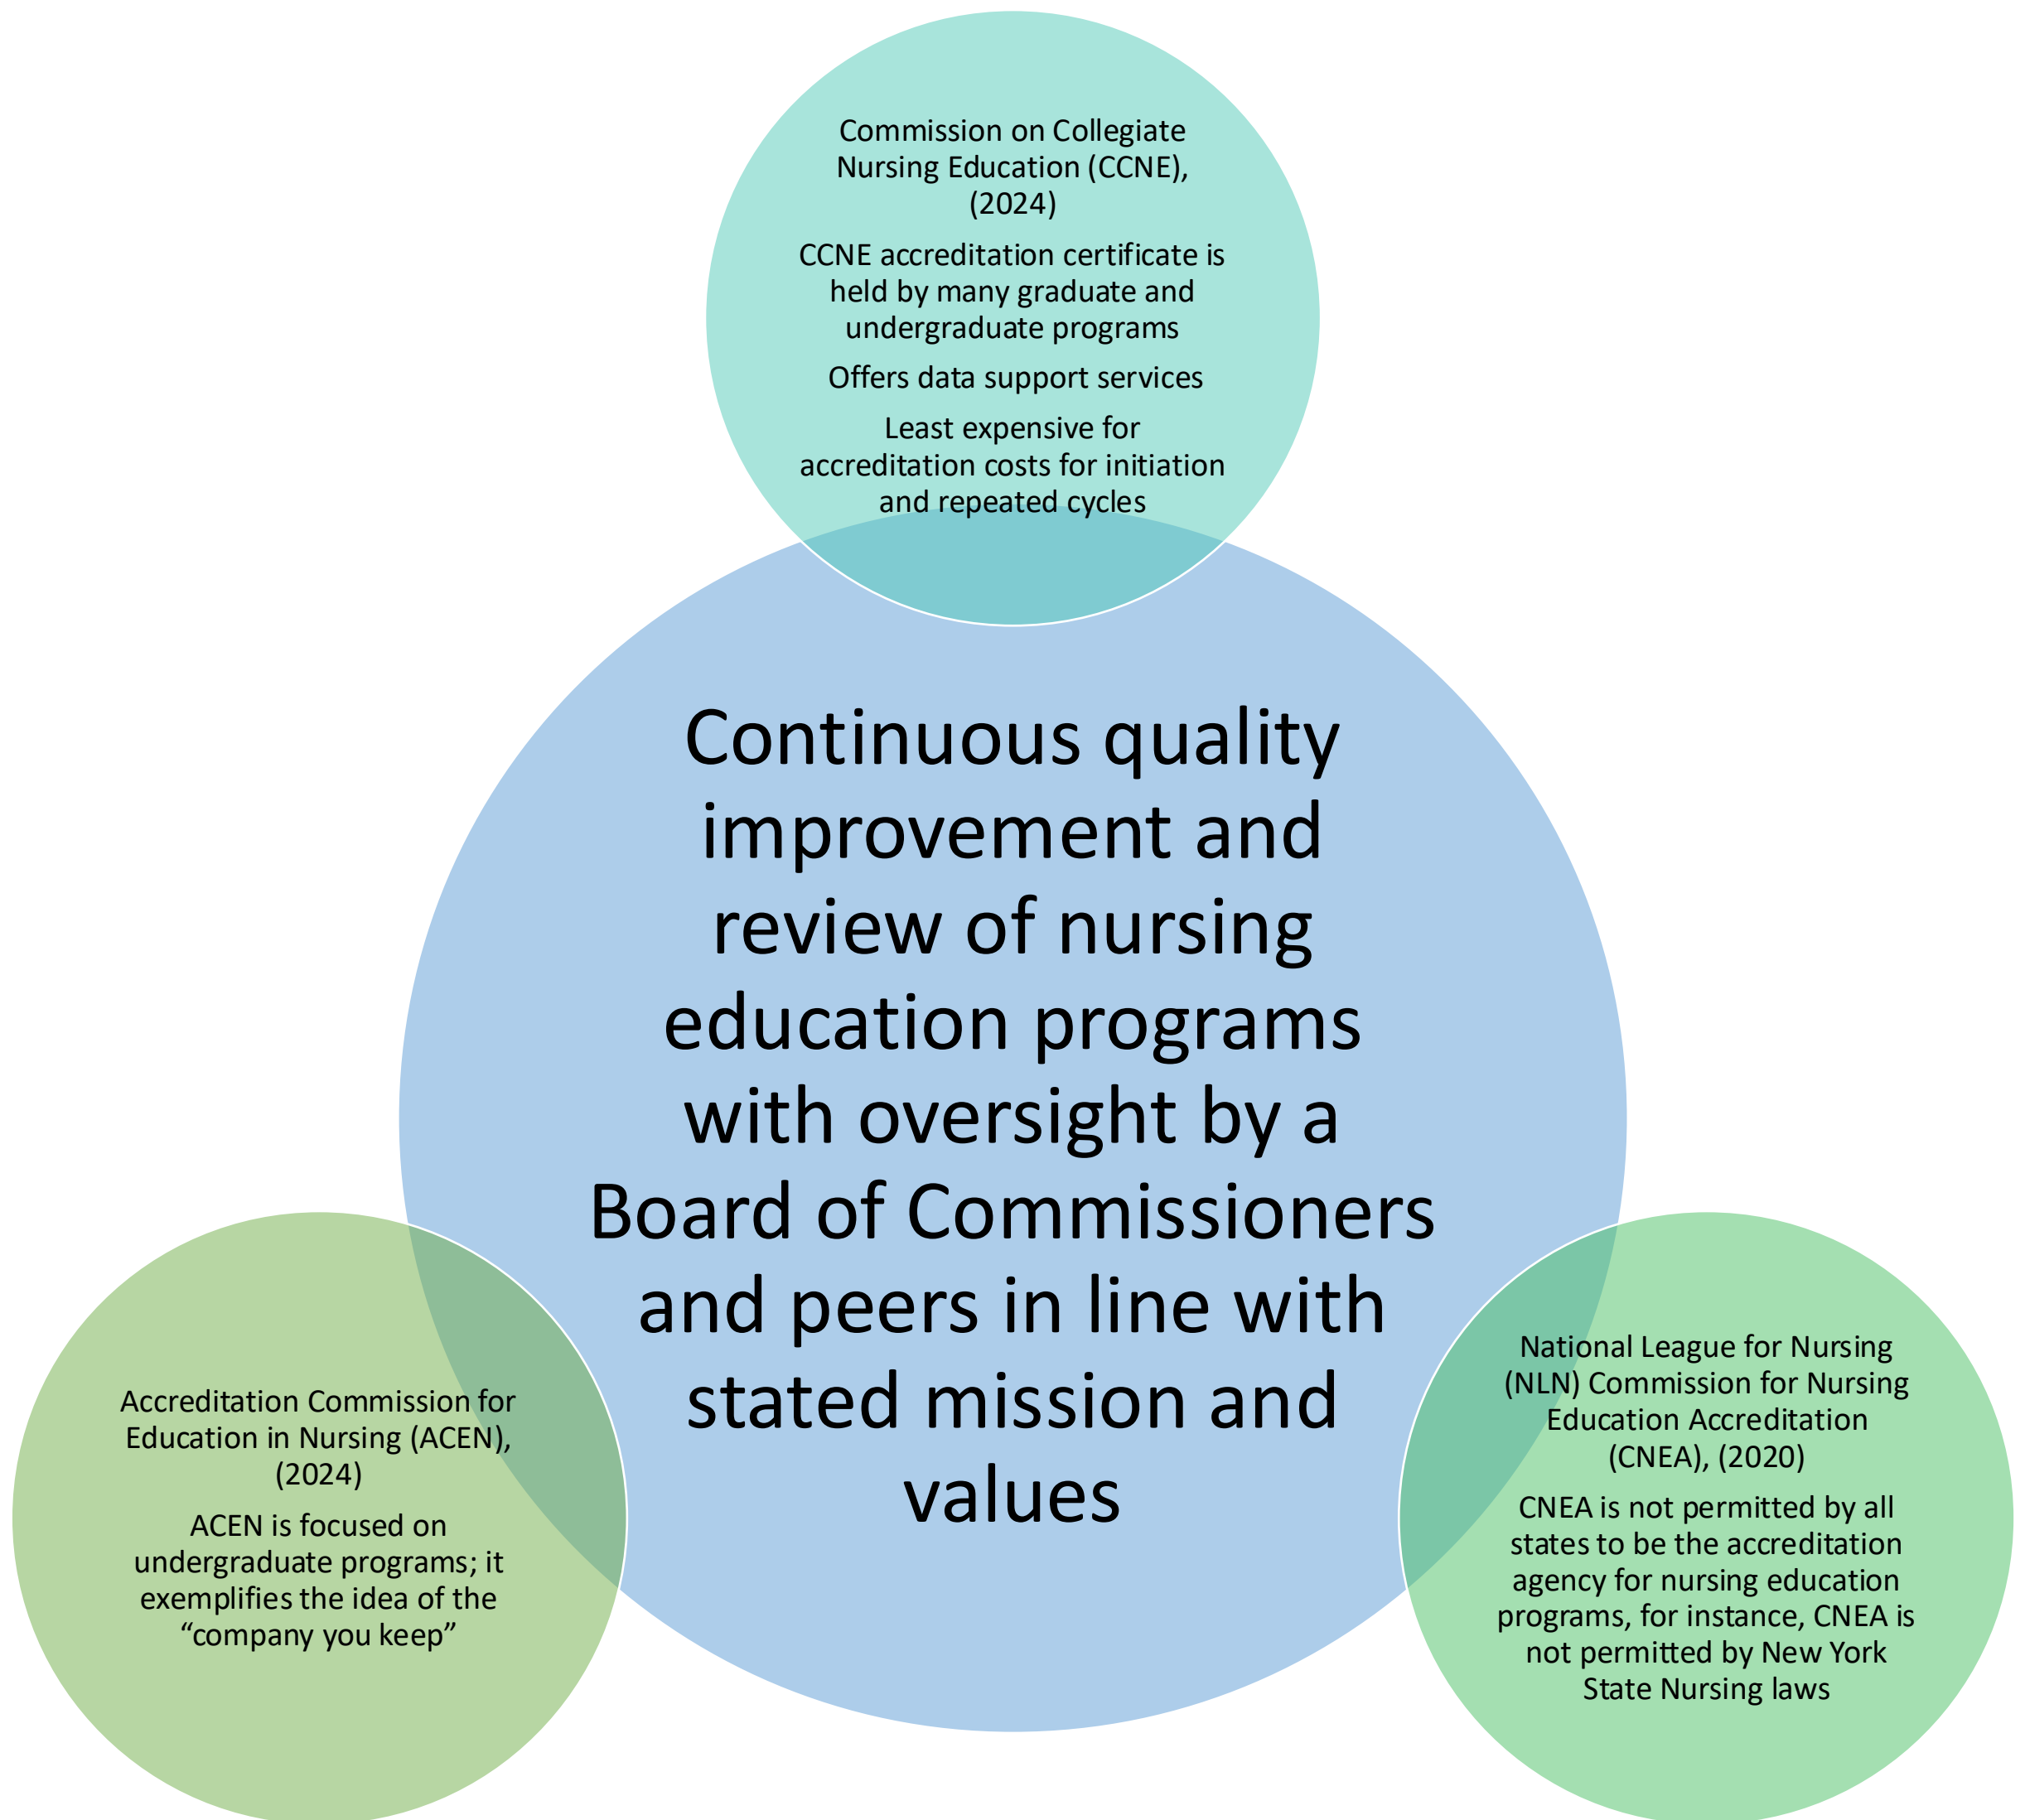 Commission on Collegiate
Nursing Education (CCNE),
(2024)
CCNE accreditation certificate is
held by many graduate and
undergraduate programs
Offers data support services
Least expensive for
accreditation costs for initiation
and repeated cycles
Continuous quality
improvement and
review of nursing
education programs
with oversight by a
Board of Commissioners
and peers in line with
stated mission and
values
National League for Nursing
(NLN) Commission for Nursing
Education Accreditation
(CNEA), (2020)
CNEA is not permitted by all
states to be the accreditation
agency for nursing education
programs, for instance, CNEA is
not permitted by New York
State Nursing laws
Accreditation Commission for
Education in Nursing (ACEN),
(2024)
ACEN is focused on
undergraduate programs; it
exemplifies the idea of the
“company you keep”